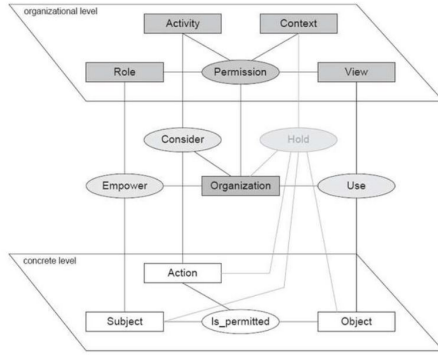 organizational level
Activity
Context
Role
Permission
View
Consider
Hold
Empower
Organization
Use
concrete level
Action
Subject
Is_permitted
Object